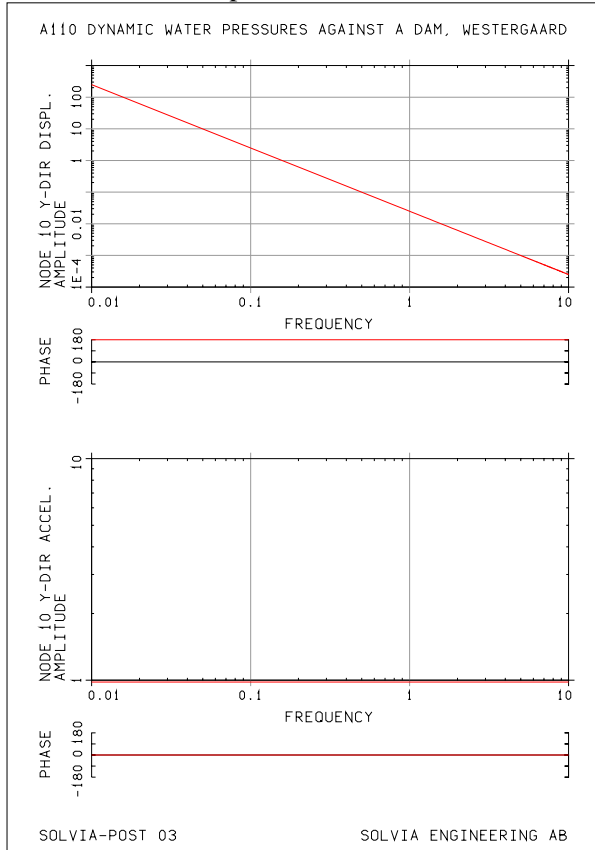 A110 DYNAMIC WATER PRESSURES AGAINST A DAM, WESTERGAARD
NODE 10 Y-DIR DISPL.
AMPLITUDE
100
10
1
0.01
1E-4
0.01 0.1 1 10
FREQUENCY
PHASE
-180 0 180
NODE 10 Y-DIR ACCEL.
AMPLITUDE
10
1
0.01 0.1 1 10
FREQUENCY
PHASE
-180 0 180
SOLVIA-POST 03 SOLVIA ENGINEERING AB